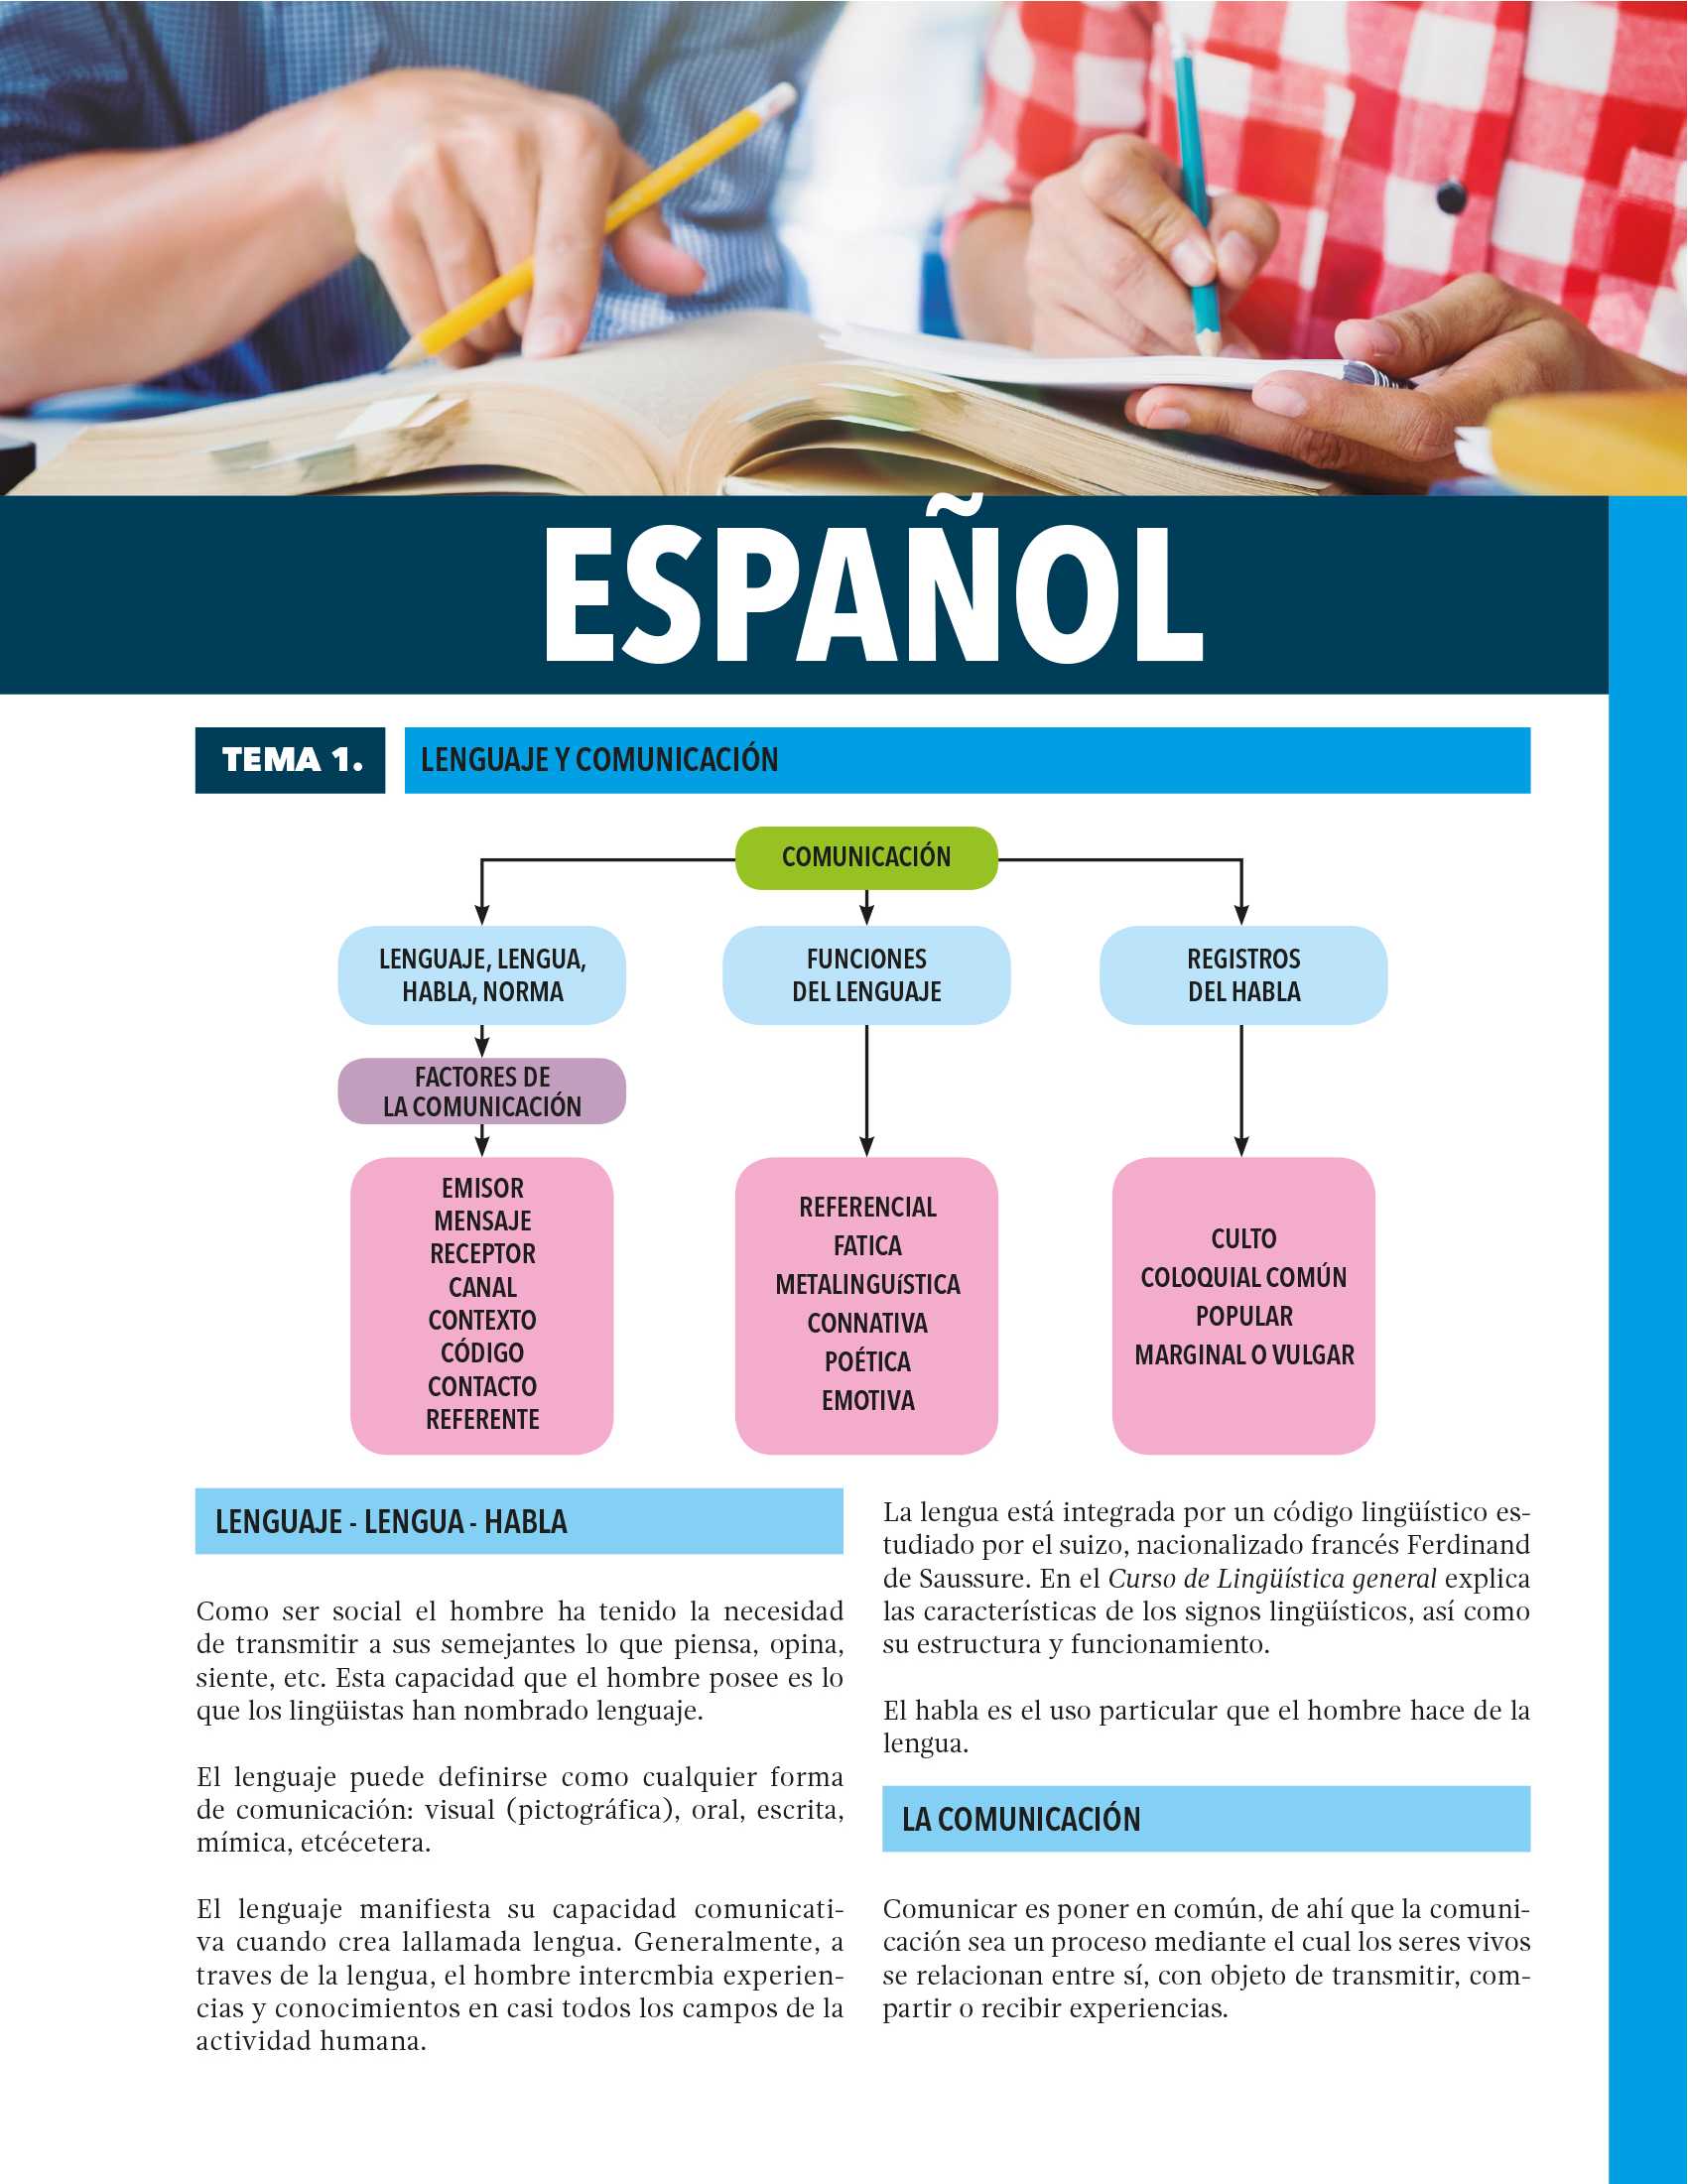 ESPAÑOL
TEMA 1.
LENGUAJE Y COMUNICACIÓN
COMUNICACIÓN
LENGUAJE, LENGUA,
HABLA, NORMA
FUNCIONES
DEL LENGUAJE
REGISTROS
DEL HABLA
FACTORES DE
LA COMUNICACIÓN
EMISOR
MENSAJE
RECEPTOR
CANAL
CONTEXTO
CÓDIGO
CONTACTO
REFERENTE
REFERENCIAL
FATICA
METALINGUíSTICA
CONNATIVA
POÉTICA
EMOTIVA
CULTO
COLOQUIAL COMÚN
POPULAR
MARGINAL O VULGAR
LENGUAJE - LENGUA - HABLA
Como ser social el hombre ha tenido la necesidad
de transmitir a sus semejantes lo que piensa, opina,
siente, etc. Esta capacidad que el hombre posee es lo
que los lingüistas han nombrado lenguaje.
El lenguaje puede definirse como cualquier forma
de comunicación: visual (pictográfica), oral, escrita,
mímica, etcécetera.
El lenguaje manifiesta su capacidad comunicati-
va cuando crea lallamada lengua. Generalmente, a
traves de la lengua, el hombre intercmbia experien-
cias y conocimientos en casi todos los campos de la
actividad humana.
La lengua está integrada por un código lingüístico es-
tudiado por el suizo, nacionalizado francés Ferdinand
de Saussure. En el Curso de Lingüística general explica
las características de los signos lingüísticos, así como
su estructura y funcionamiento.
El habla es el uso particular que el hombre hace de la
lengua.
LA COMUNICACIÓN
Comunicar es poner en común, de ahí que la comuni-
cación sea un proceso mediante el cual los seres vivos
se relacionan entre sí, con objeto de transmitir, com-
partir o recibir experiencias.